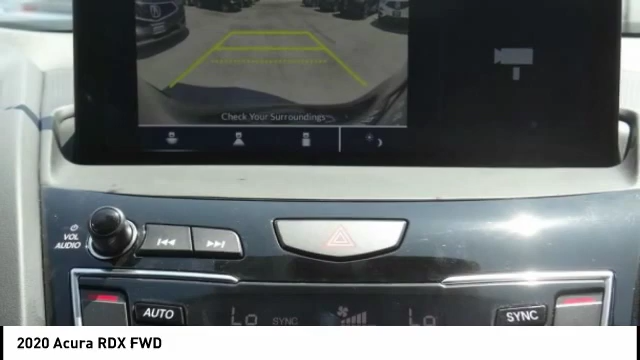 Check Your Surroundings
VOL
AUDIO
AUTO
Lo
SYNC
Lo
SYNC
2020 Acura RDX FWD